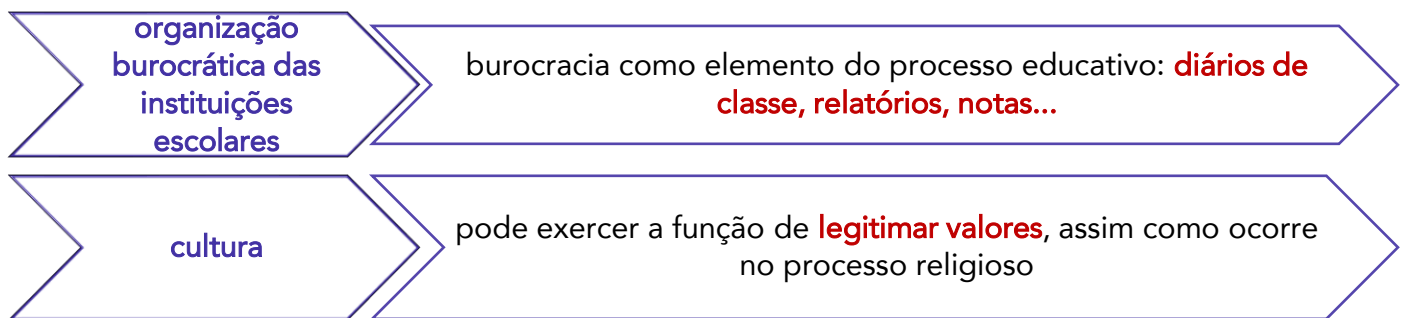 organização
burocrática das
instituições
escolares
burocracia como elemento do processo educativo: diários de
classe, relatórios, notas...
cultura
pode exercer a função de legitimar valores, assim como ocorre
no processo religioso